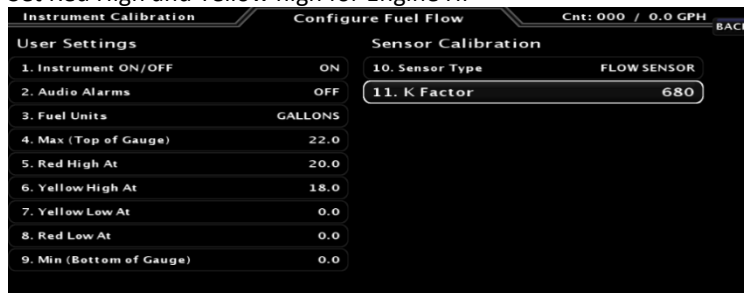 Set Red High and Yellow High for Engine A.
Instrument Calibration Configure Fuel Flow Cnt: 000 / 0.0 GPH
BACK
User Settings
1. Instrument ON/OFF ON
2. Audio Alarms OFF
3. Fuel Units GALLONS
4. Max (Top of Gauge) 22.0
5. Red High At 20.0
6. Yellow High At 18.0
7. Yellow Low At 0.0
8. Red Low At 0.0
9. Min (Bottom of Gauge) 0.0
Sensor Calibration
10. Sensor Type FLOW SENSOR
11. K Factor 680